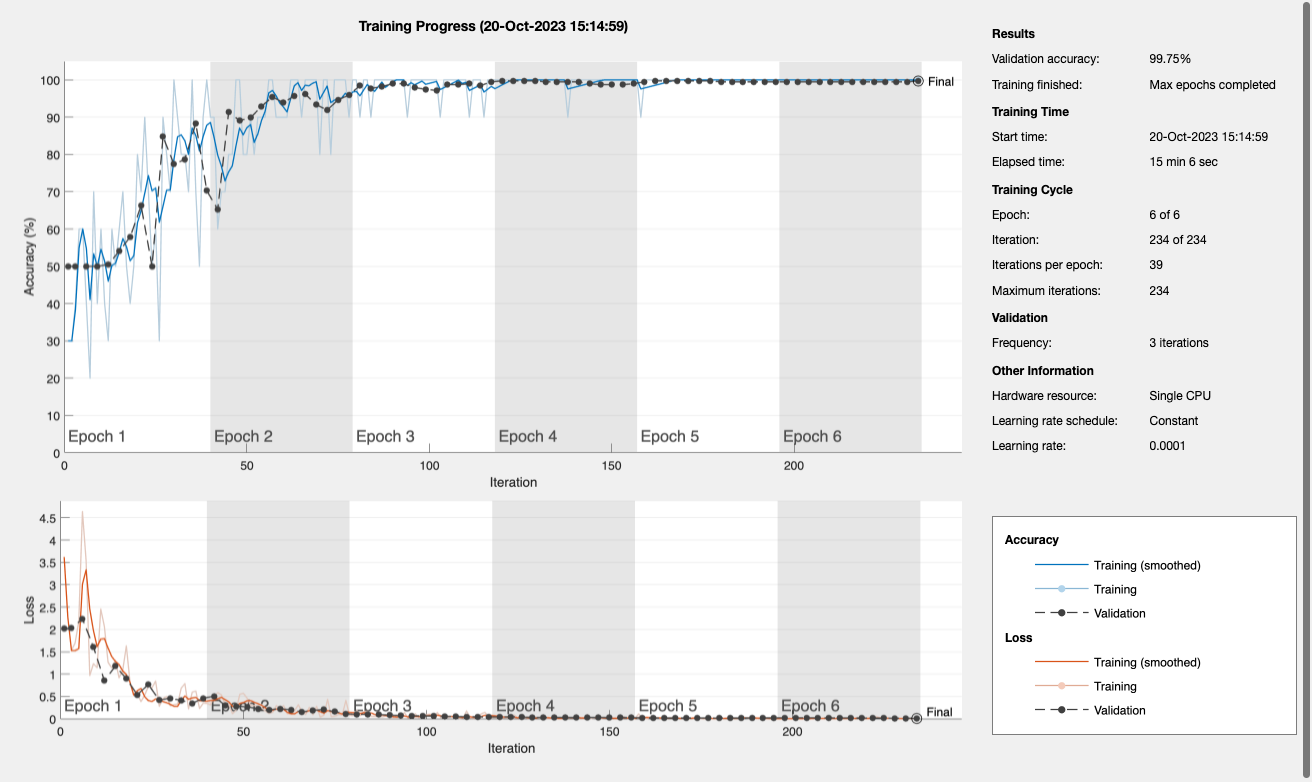 Training Progress (20-Oct-2023 15:14:59)
Accuracy (%)
100
90
80
70
60
50
40
30
20
10
0
Final
Epoch 1
Epoch 2
Epoch 3
Epoch 4
Epoch 5
Epoch 6
0
50
100
150
200
Iteration
Loss
4.5
4
3.5
3
2.5
2
1.5
1
0.5
0
Final
Epoch 1
Epoch 2
Epoch 3
Epoch 4
Epoch 5
Epoch 6
0
50
100
150
200
Iteration
Results
Validation accuracy: 99.75%
Training finished: Max epochs completed
Training Time
Start time: 20-Oct-2023 15:14:59
Elapsed time: 15 min 6 sec
Training Cycle
Epoch: 6 of 6
Iteration: 234 of 234
Iterations per epoch: 39
Maximum iterations: 234
Validation
Frequency: 3 iterations
Other Information
Hardware resource: Single CPU
Learning rate schedule: Constant
Learning rate: 0.0001
Accuracy
Training (smoothed)
Training
Validation
Loss
Training (smoothed)
Training
Validation